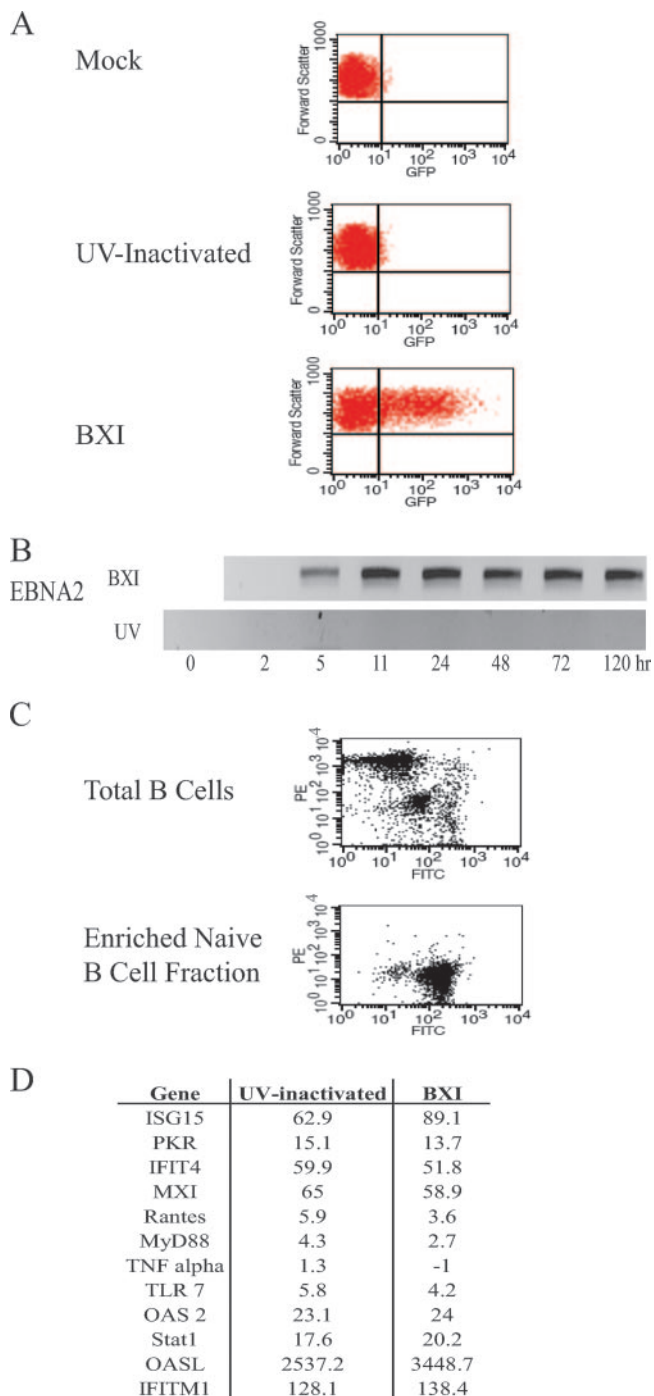 A
Mock
1000
Forward Scatter
0
10^0 10^1 10^2 10^3 10^4
GFP
UV-Inactivated
1000
Forward Scatter
0
10^0 10^1 10^2 10^3 10^4
GFP
BXI
1000
Forward Scatter
0
10^0 10^1 10^2 10^3 10^4
GFP
B
EBNA2
BXI
UV
0 2 5 11 24 48 72 120 hr
C
Total B Cells
PE
10^0 10^1 10^2 10^3 10^-4
10^0 10^1 10^2 10^3 10^4
FITC
Enriched Naive
B Cell Fraction
PE
10^0 10^1 10^2 10^3 10^4
10^0 10^1 10^2 10^3 10^4
FITC
D
Gene UV-inactivated BXI
ISG15 62.9 89.1
PKR 15.1 13.7
IFIT4 59.9 51.8
MXI 65 58.9
Rantes 5.9 3.6
MyD88 4.3 2.7
TNF alpha 1.3 -1
TLR 7 5.8 4.2
OAS 2 23.1 24
Stat1 17.6 20.2
OASL 2537.2 3448.7
IFITM1 128.1 138.4